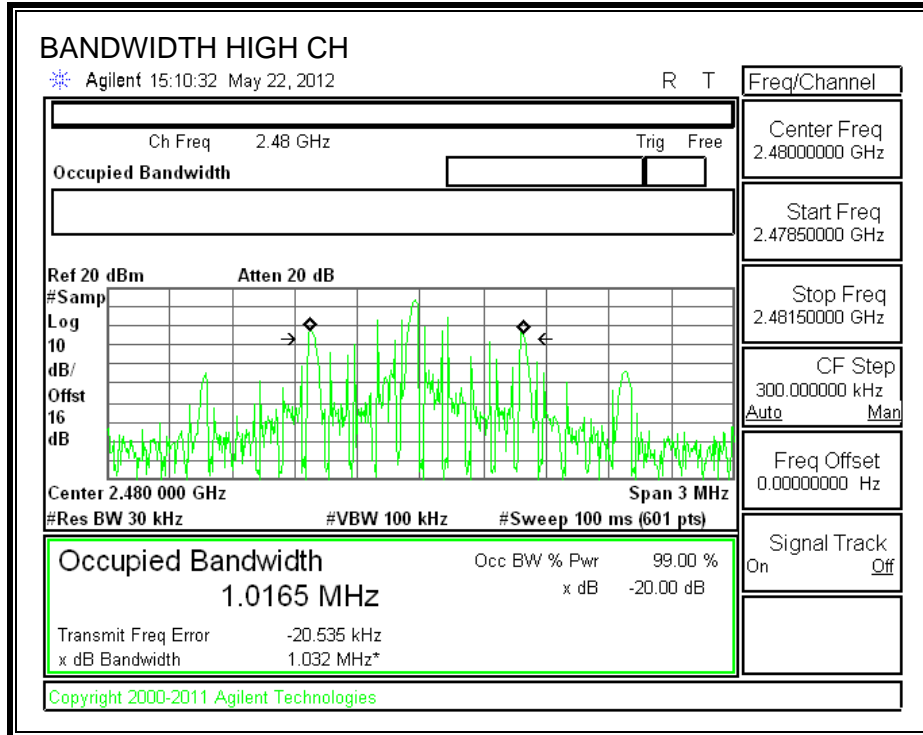 BANDWIDTH HIGH CH
Agilent 15:10:32 May 22, 2012 R T
Ch Freq 2.48 GHz Trig Free
Occupied Bandwidth
Ref 20 dBm Atten 20 dB
#Samp
Log
10
dB/
Offst
16
dB
Center 2.480 000 GHz Span 3 MHz
#Res BW 30 kHz #VBW 100 kHz #Sweep 100 ms (601 pts)
Occupied Bandwidth Occ BW % Pwr 99.00 %
1.0165 MHz x dB -20.00 dB
Transmit Freq Error -20.535 kHz
x dB Bandwidth 1.032 MHz*
Copyright 2000-2011 Agilent Technologies
Freq/Channel
Center Freq
2.48000000 GHz
Start Freq
2.47850000 GHz
Stop Freq
2.48150000 GHz
CF Step
300.000000 kHz
Auto Man
Freq Offset
0.00000000 Hz
Signal Track
On Off